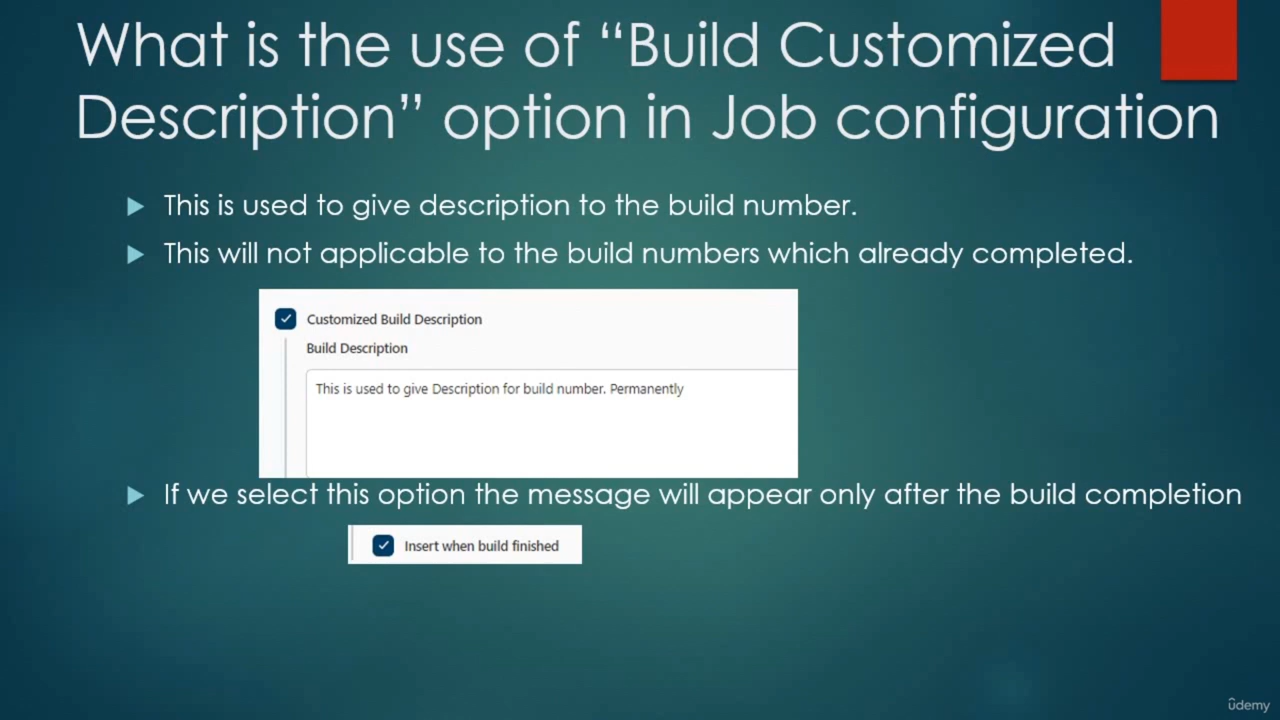 What is the use of “Build Customized
Description” option in Job configuration
This is used to give description to the build number.
This will not applicable to the build numbers which already completed.
Customized Build Description
Build Description
This is used to give Description for build number. Permanently
If we select this option the message will appear only after the build completion
Insert when build finished
ûdemy